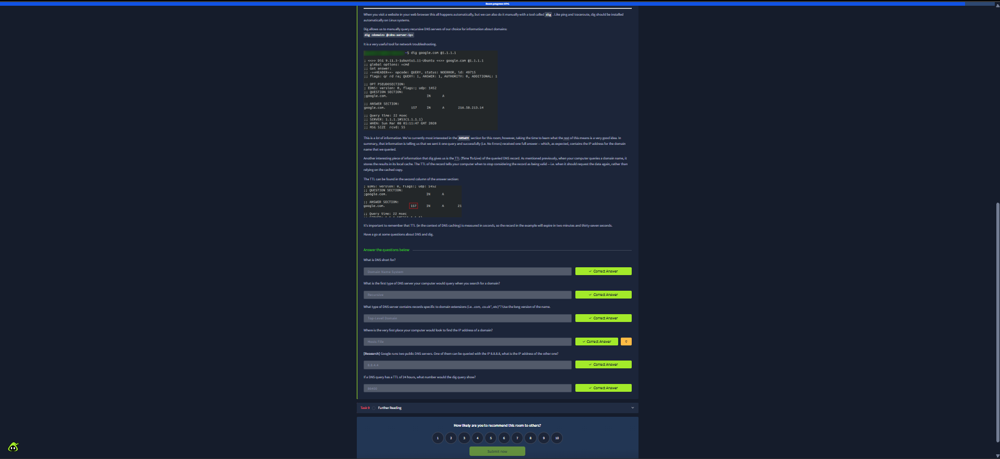 Room progress: 97%
When you visit a website in your web browser this all happens automatically, but we can also do it manually with a tool called dig . Like ping and traceroute, dig should be installed
automatically on Linux systems.
Dig allows us to manually query recursive DNS servers of our choice for information about domains:
dig <domain> @<dns-server-ip>
It is a very useful tool for network troubleshooting.
~$ dig google.com @1.1.1.1
; <<>> DiG 9.11.3-1ubuntu1.11-Ubuntu <<>> google.com @1.1.1.1
;; global options: +cmd
;; Got answer:
;; ->>HEADER<<- opcode: QUERY, status: NOERROR, id: 49715
;; flags: qr rd ra; QUERY: 1, ANSWER: 1, AUTHORITY: 0, ADDITIONAL: 1
;; OPT PSEUDOSECTION:
; EDNS: version: 0, flags:; udp: 1452
;; QUESTION SECTION:
;google.com. IN A
;; ANSWER SECTION:
google.com. 157 IN A 216.58.213.14
;; Query time: 22 msec
;; SERVER: 1.1.1.1#53(1.1.1.1)
;; WHEN: Sun Mar 08 01:11:47 GMT 2020
;; MSG SIZE rcvd: 55
This is a lot of information. We're currently most interested in the ANSWER section for this room; however, taking the time to learn what the rest of this means is a very good idea. In
summary, that information is telling us that we sent it one query and successfully (i.e. No Errors) received one full answer -- which, as expected, contains the IP address for the domain
name that we queried.
Another interesting piece of information that dig gives us is the TTL (Time To Live) of the queried DNS record. As mentioned previously, when your computer queries a domain name, it
stores the results in its local cache. The TTL of the record tells your computer when to stop considering the record as being valid -- i.e. when it should request the data again, rather than
relying on the cached copy.
The TTL can be found in the second column of the answer section:
; EDNS: version: 0, flags:; udp: 1452
;; QUESTION SECTION:
;google.com. IN A
;; ANSWER SECTION:
google.com. 157 IN A 21
;; Query time: 22 msec
It's important to remember that TTL (in the context of DNS caching) is measured in seconds, so the record in the example will expire in two minutes and thirty-seven seconds.
Have a go at some questions about DNS and dig.
Answer the questions below
What is DNS short for?
Domain Name System
Correct Answer
What is the first type of DNS server your computer would query when you search for a domain?
Recursive
Correct Answer
What type of DNS server contains records specific to domain extensions (i.e. .com, .co.uk*, etc)*? Use the long version of the name.
Top-Level Domain
Correct Answer
Where is the very first place your computer would look to find the IP address of a domain?
Hosts File
Correct Answer
[Research] Google runs two public DNS servers. One of them can be queried with the IP 8.8.8.8, what is the IP address of the other one?
8.8.4.4
Correct Answer
If a DNS query has a TTL of 24 hours, what number would the dig query show?
86400
Correct Answer
Task 9 Further Reading
How likely are you to recommend this room to others?
1 2 3 4 5 6 7 8 9 10
Submit now